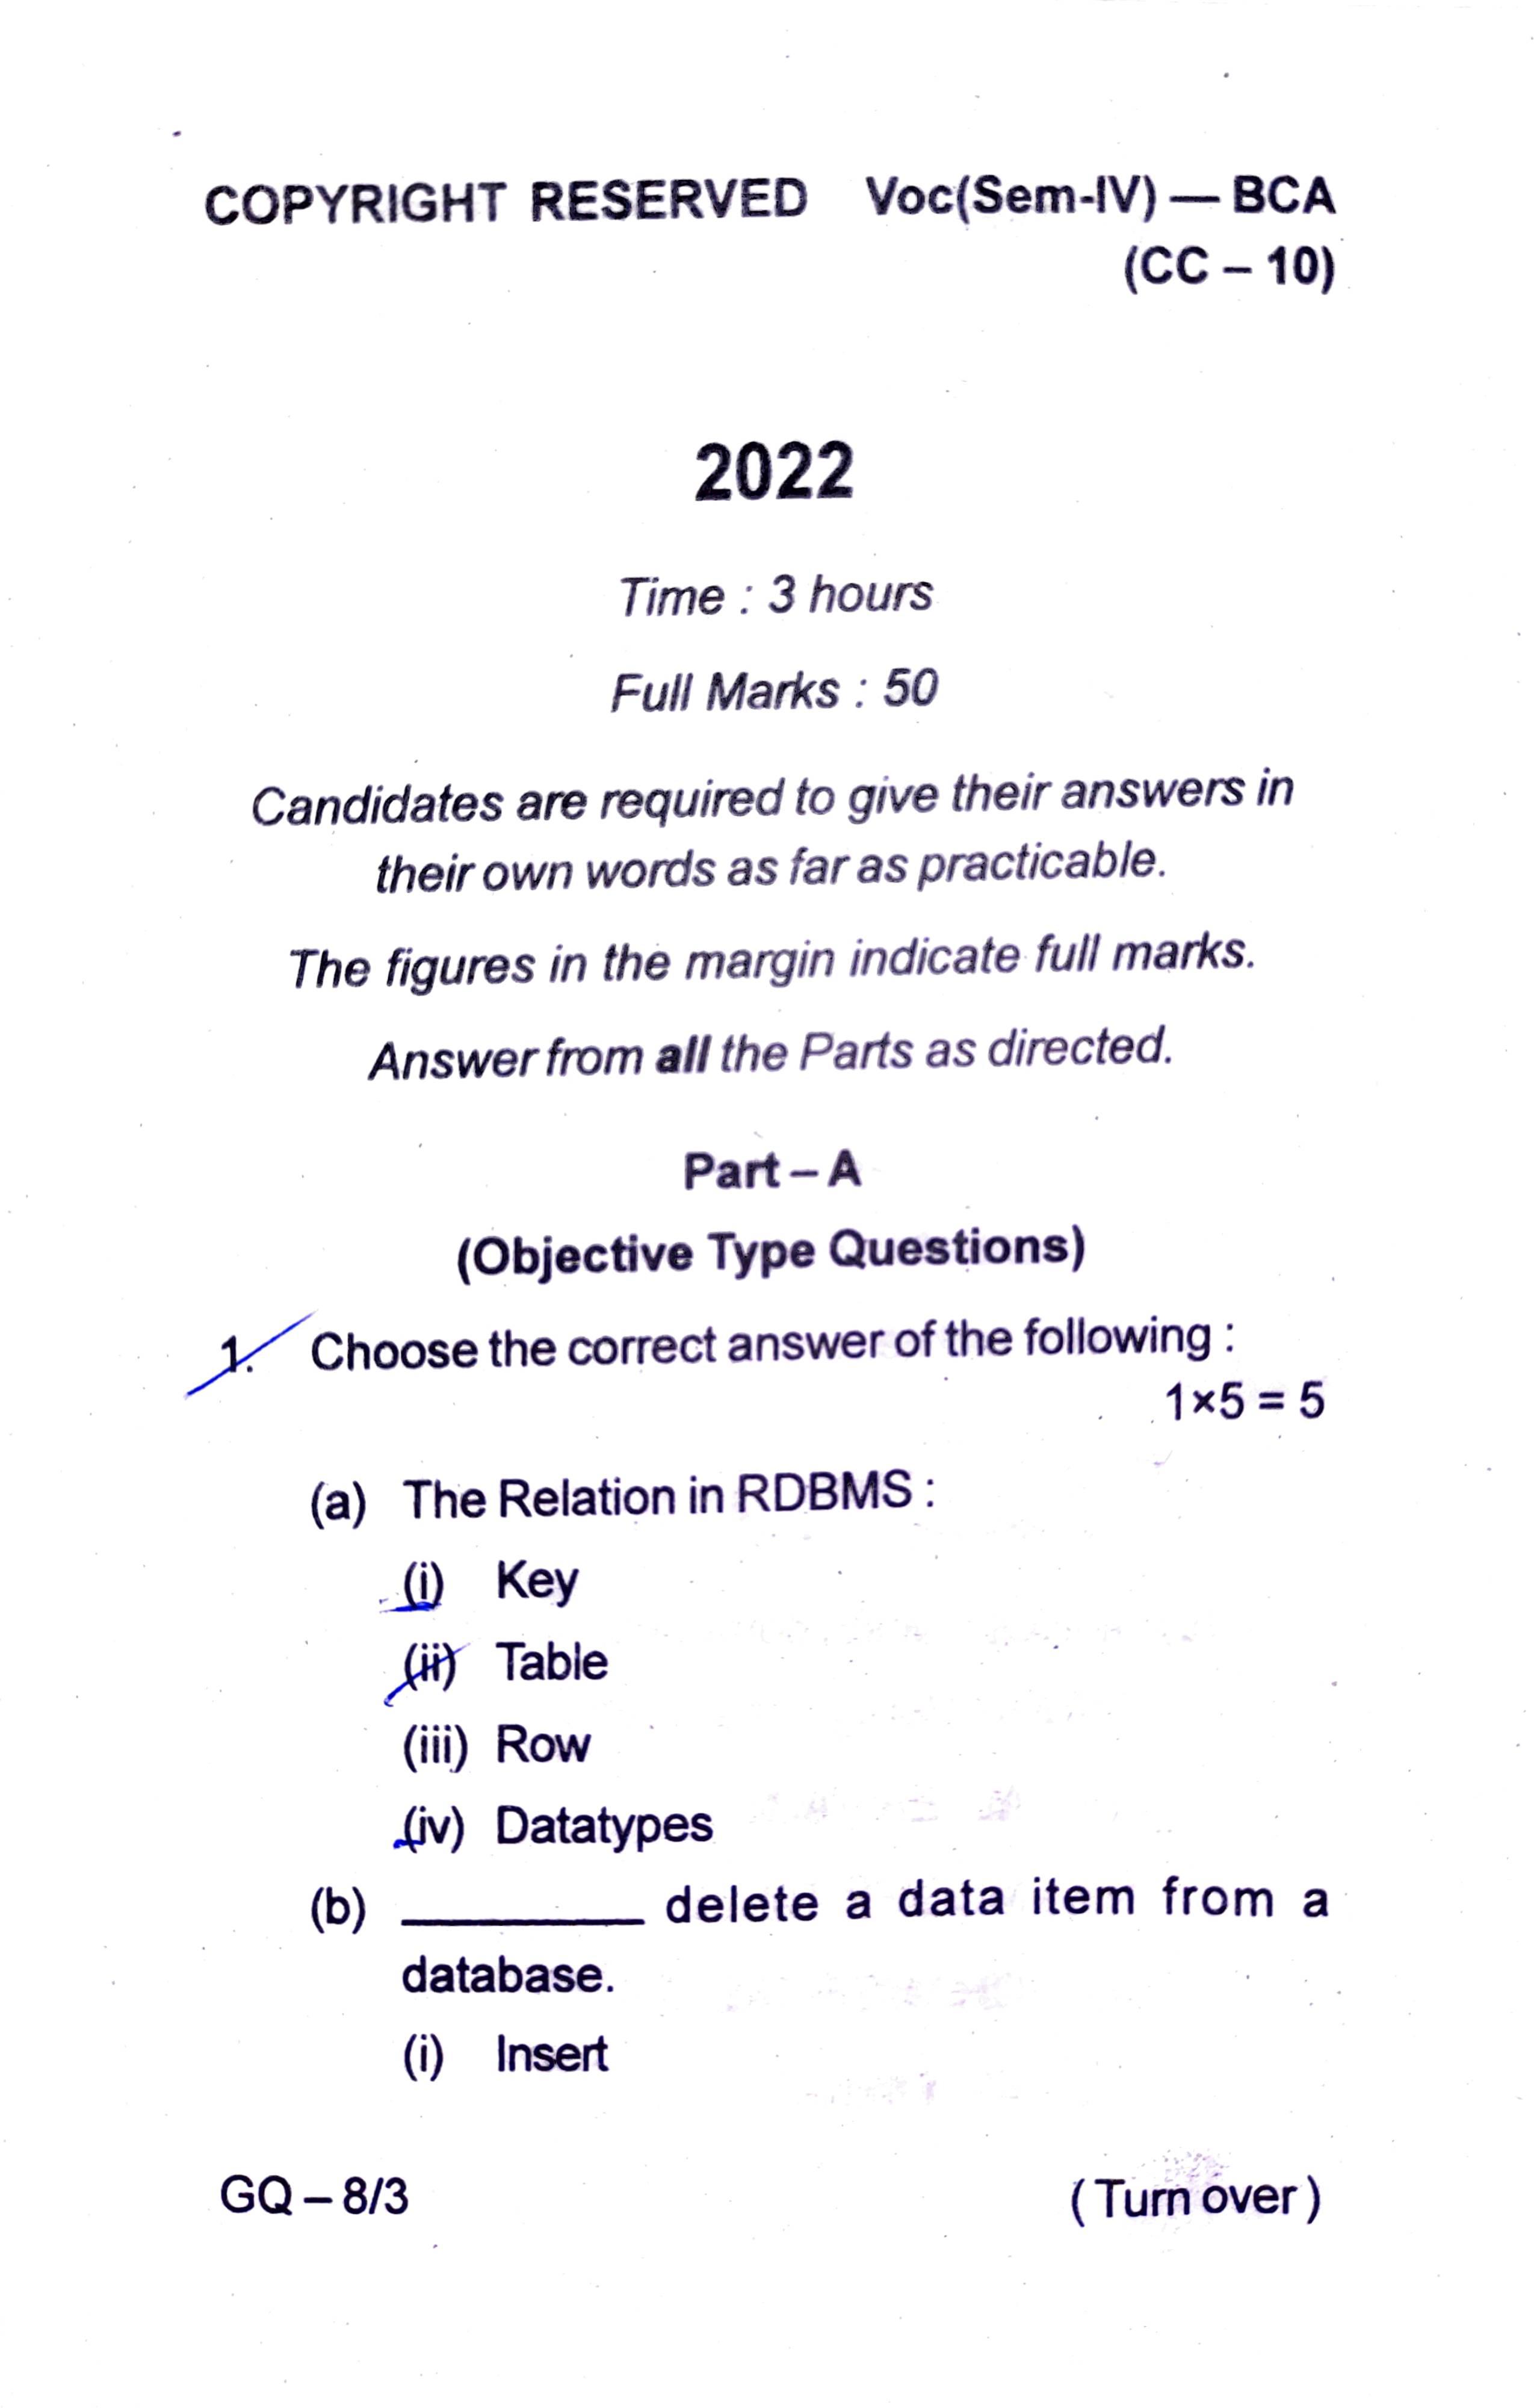 COPYRIGHT RESERVED Voc(Sem-IV) — BCA
(CC – 10)
2022
Time : 3 hours
Full Marks : 50
Candidates are required to give their answers in
their own words as far as practicable.
The figures in the margin indicate full marks.
Answer from all the Parts as directed.
Part – A
(Objective Type Questions)
1. Choose the correct answer of the following :
1×5 = 5
(a) The Relation in RDBMS :
(i) Key
(ii) Table
(iii) Row
(iv) Datatypes
(b) ________ delete a data item from a
database.
(i) Insert
GQ – 8/3 ( Turn over )